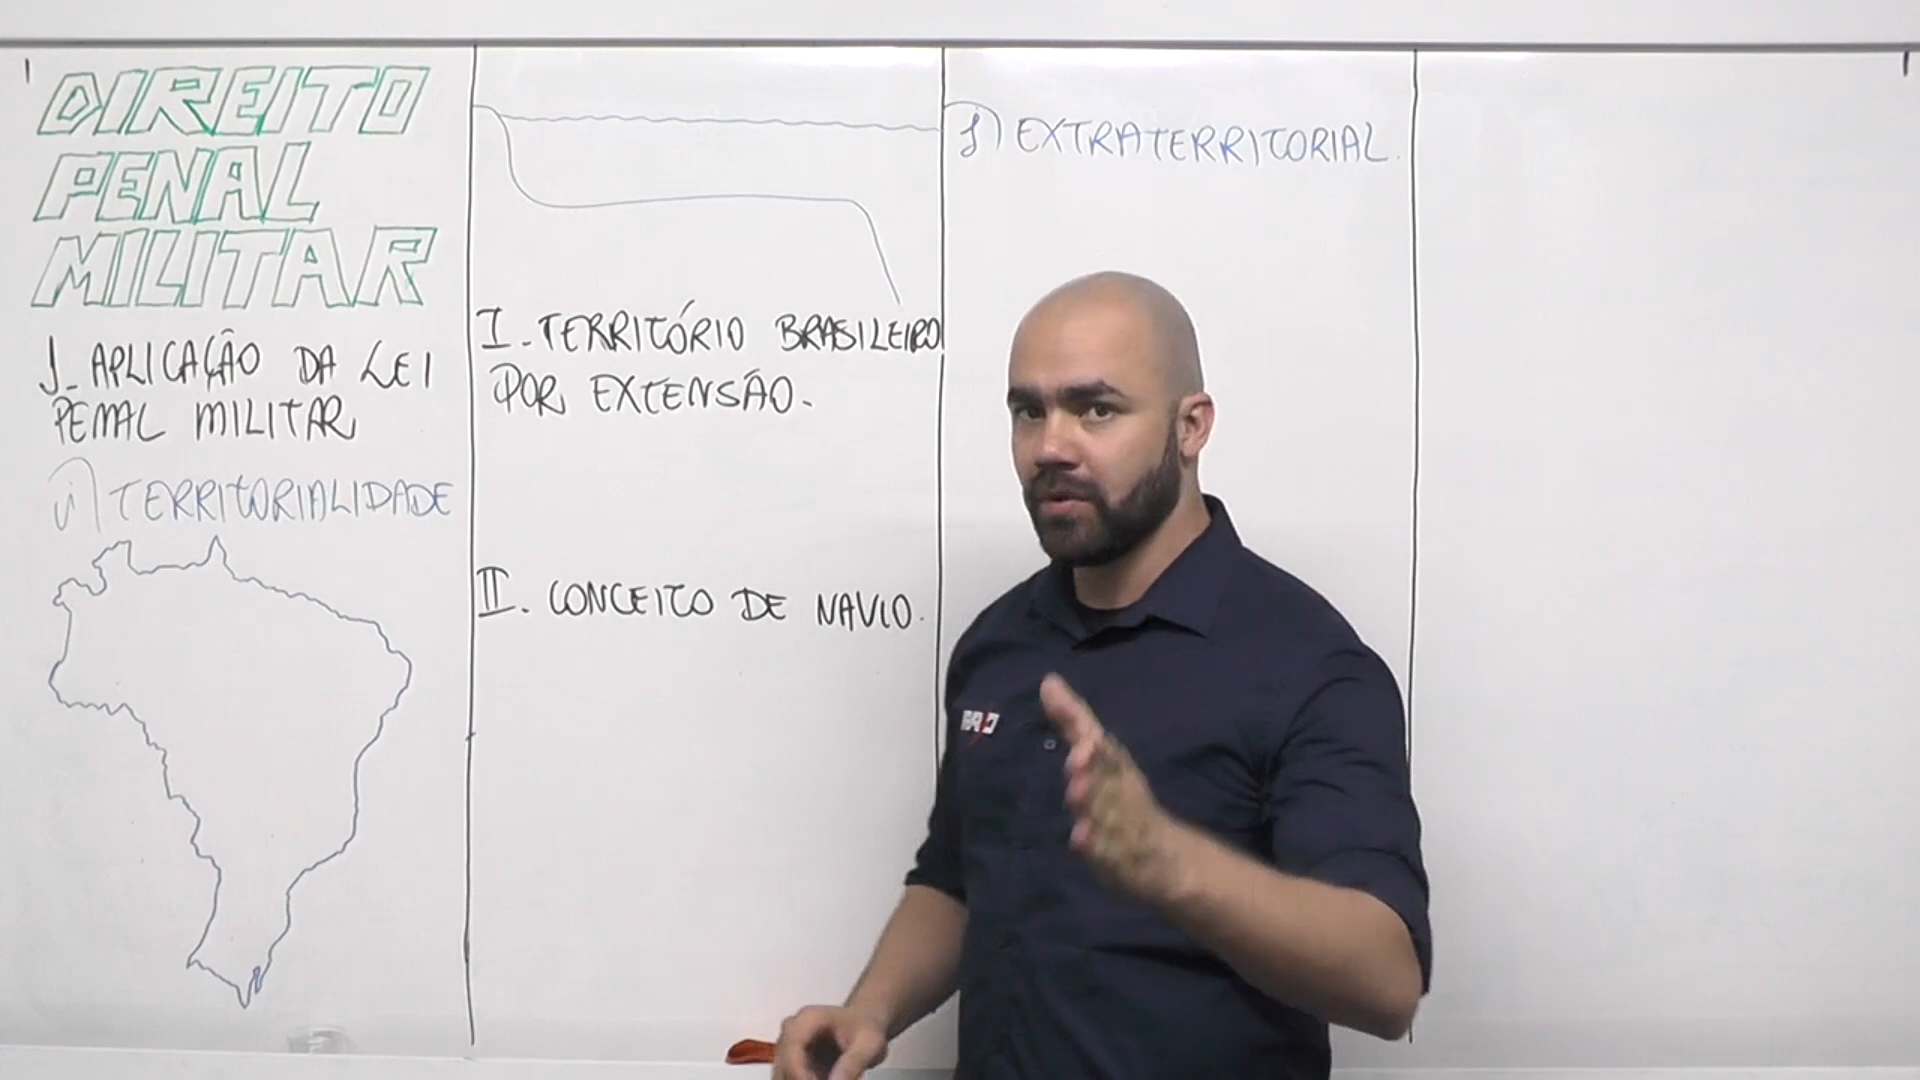 DIREITO
PENAL
MILITAR
1- APLICAÇÃO DA LEI
PENAL MILITAR
i) TERRITORIALIDADE
I - TERRITÓRIO BRASILEIRO
POR EXTENSÃO.
II - CONCEITO DE NAVIO.
j) EXTRATERRITORIAL.